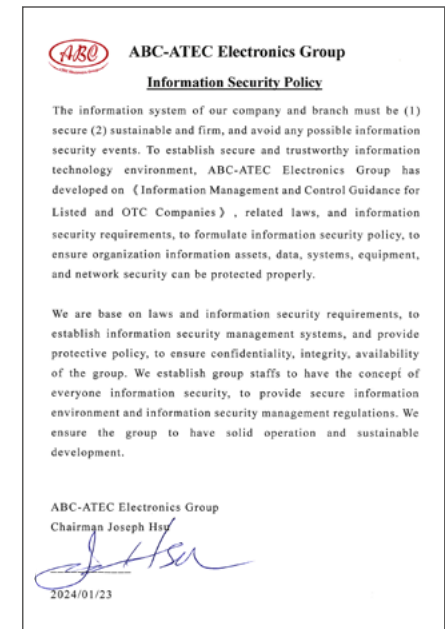 ABC
ABC-ATEC Electronics Group
Information Security Policy
The information system of our company and branch must be (1)
secure (2) sustainable and firm, and avoid any possible information
security events. To establish secure and trustworthy information
technology environment, ABC-ATEC Electronics Group has
developed on 《Information Management and Control Guidance for
Listed and OTC Companies》, related laws, and information
security requirements, to formulate information security policy, to
ensure organization information assets, data, systems, equipment,
and network security can be protected properly.
We are base on laws and information security requirements, to
establish information security management systems, and provide
protective policy, to ensure confidentiality, integrity, availability
of the group. We establish group staffs to have the concept of
everyone information security, to provide secure information
environment and information security management regulations. We
ensure the group to have solid operation and sustainable
development.
ABC-ATEC Electronics Group
Chairman Joseph Hsu
J Hsu
2024/01/23